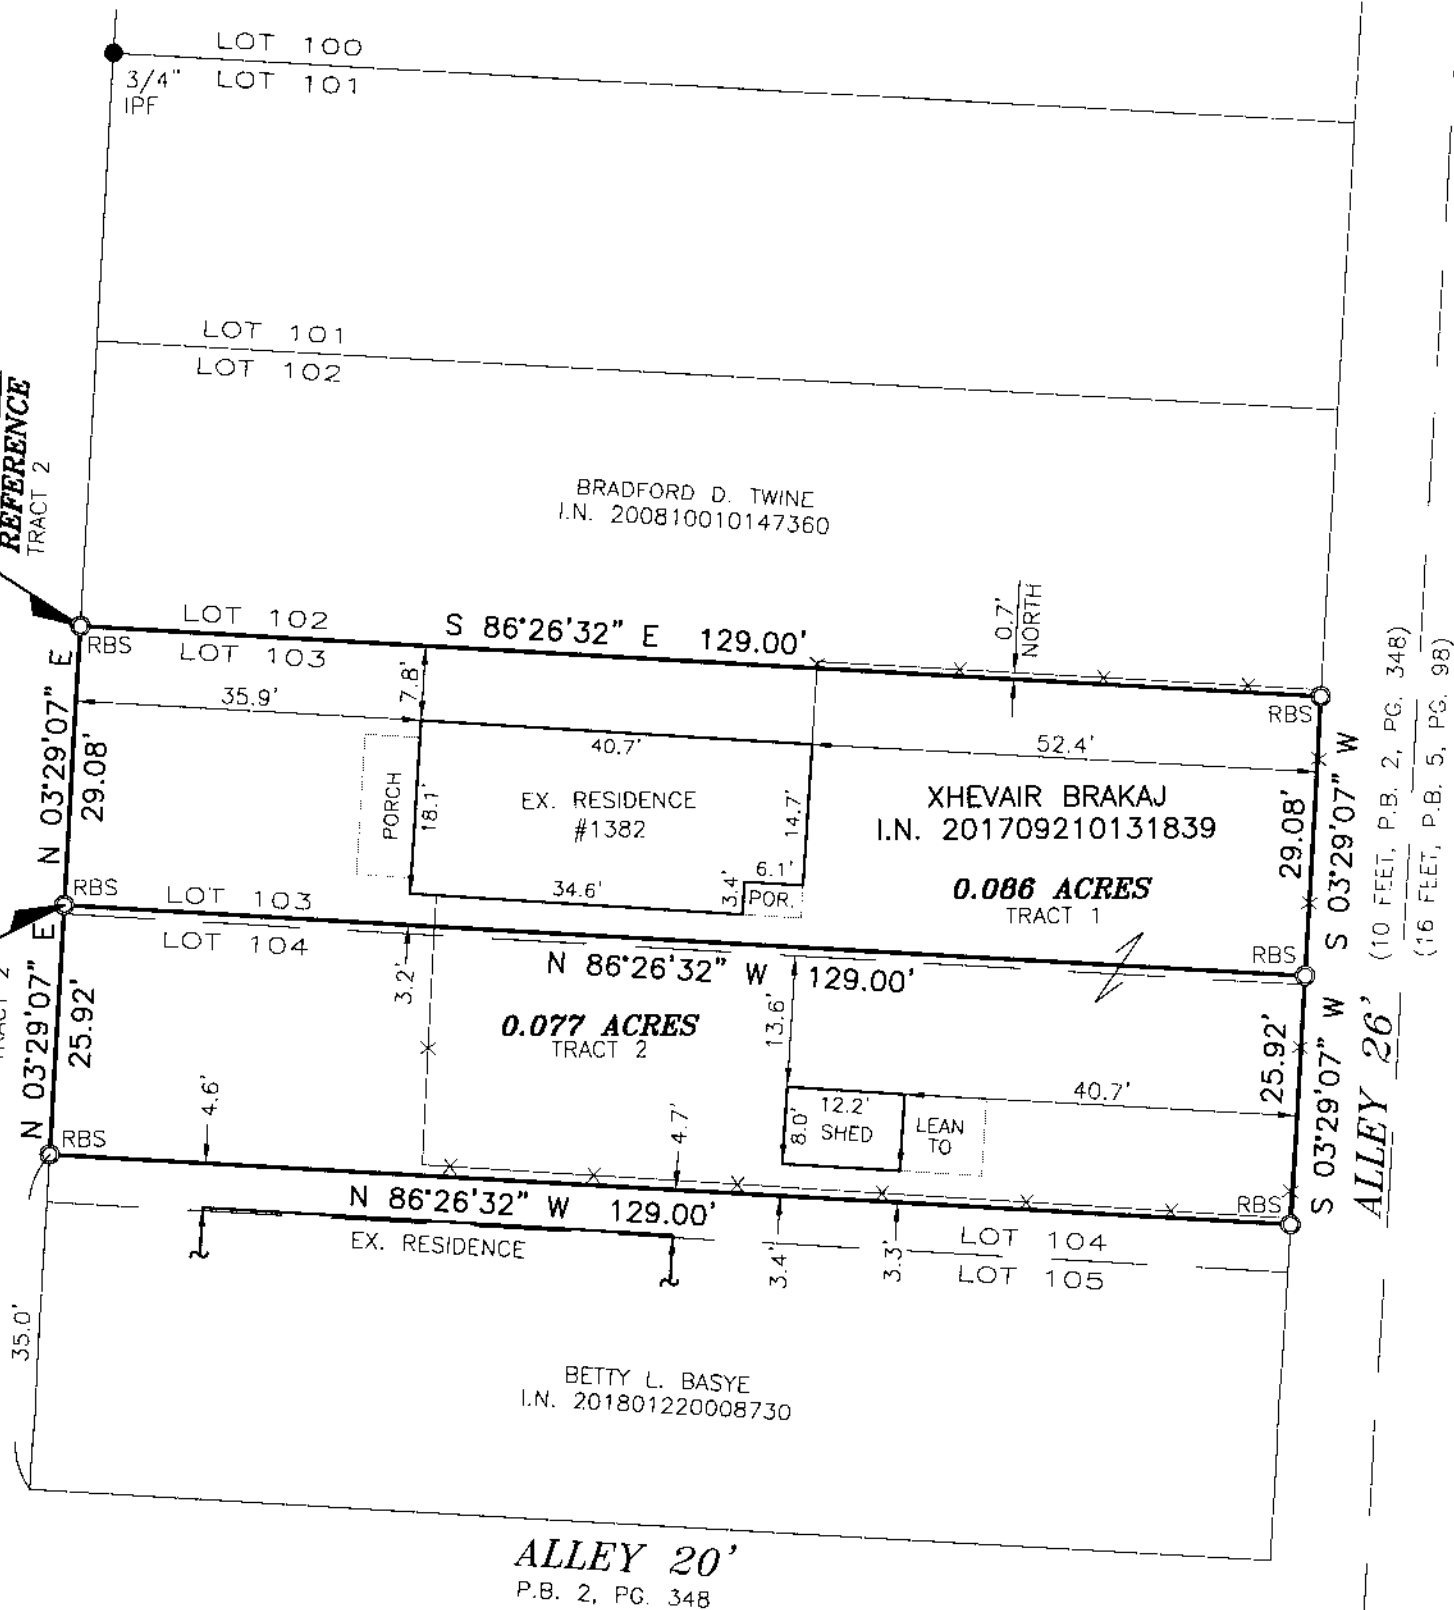 LOT 100
3/4" LOT 101
IPF
LOT 101
LOT 102
REFERENCE
TRACT 2
BRADFORD D. TWINE
I.N. 200810010147360
LOT 102
RBS
LOT 103
S 86°26'32" E 129.00'
0.7'
NORTH
RBS
N 03°29'07" E
29.08'
35.9'
7.8'
40.7'
52.4'
PORCH
18.1'
EX. RESIDENCE
#1382
14.7'
6.1'
3.4'
POR.
34.6'
XHEVAIR BRAKAJ
I.N. 201709210131839
0.086 ACRES
TRACT 1
29.08'
S 03°29'07" W
(10 FEET, P.B. 2, PG. 348)
(16 FEET, P.B. 5, PG. 98)
RBS
LOT 103
LOT 104
N 86°26'32" W 129.00'
RBS
TRACT 2
N 03°29'07" E
25.92'
3.2'
0.077 ACRES
TRACT 2
13.6'
12.2'
SHED
8.0'
LEAN
TO
40.7'
25.92'
S 03°29'07" W
ALLEY 26'
4.6'
4.7'
RBS
RBS
N 86°26'32" W 129.00'
EX. RESIDENCE
3.4'
3.3'
LOT 104
LOT 105
35.0'
BETTY L. BASYE
I.N. 201801220008730
ALLEY 20'
P.B. 2, PG. 348